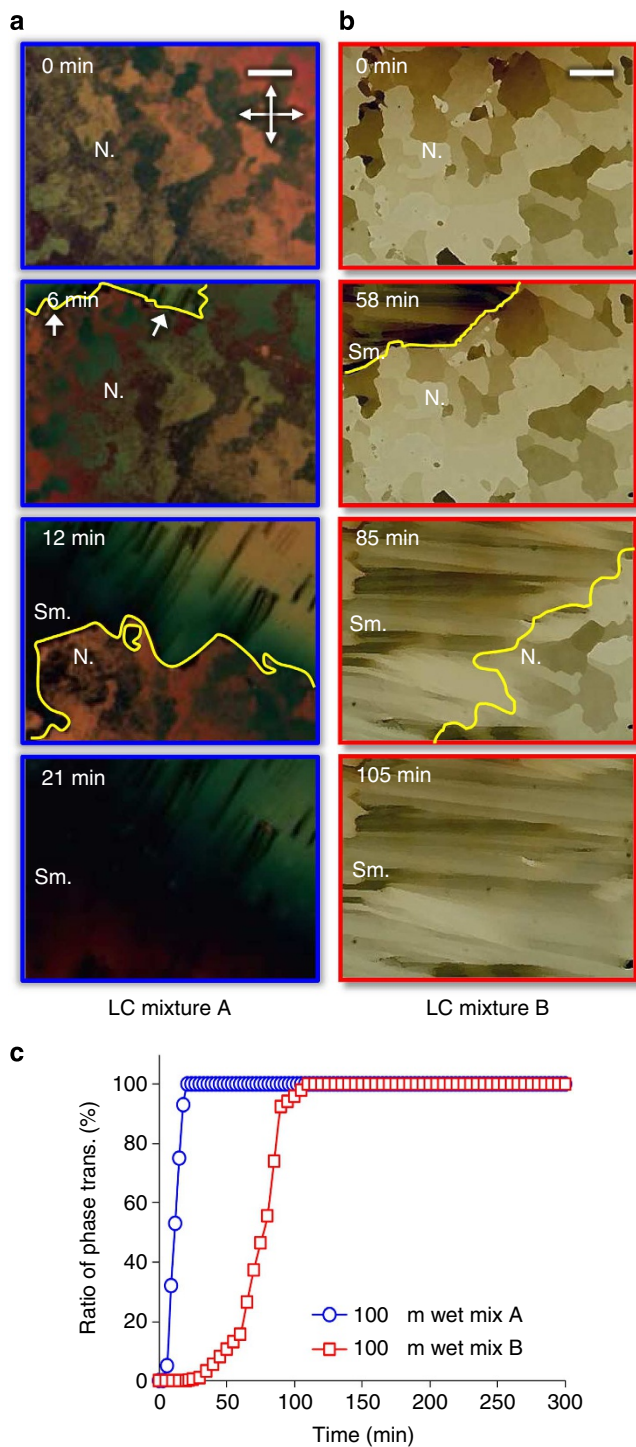 a
0 min
N.
6 min
N.
12 min
Sm.
N.
21 min
Sm.
LC mixture A
b
0 min
N.
58 min
Sm.
N.
85 min
Sm.
N.
105 min
Sm.
LC mixture B
c
Ratio of phase trans. (%)
100
80
60
40
20
0
0 50 100 150 200 250 300
Time (min)
100 m wet mix A
100 m wet mix B